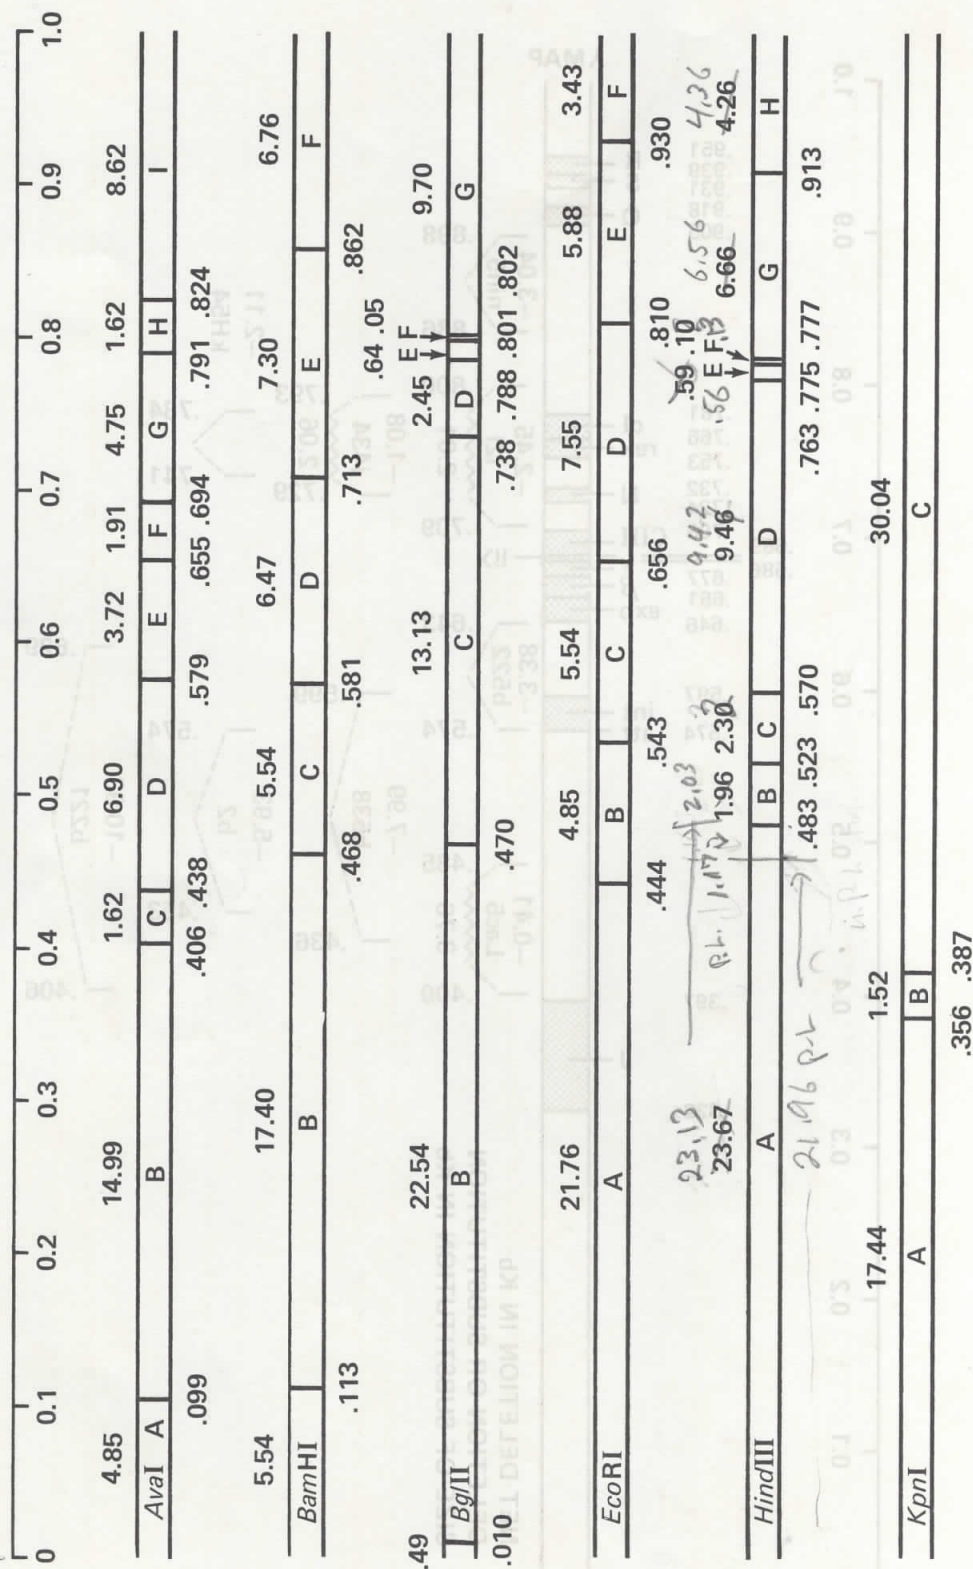 0 0.1 0.2 0.3 0.4 0.5 0.6 0.7 0.8 0.9 1.0
4.85 14.99 1.62 6.90 3.72 1.91 4.75 1.62 8.62
AvaI A B C D E F G H I
.099 .406 .438 .579 .655 .694 .791 .824
5.54 17.40 5.54 6.47 7.30 6.76
BamHI B C D E F
.113 .468 .581 .713 .862
.49 22.54 13.13 2.45 .64 .05 9.70
E F
BglII B C D G
.010 .470 .738 .788 .801 .802
21.76 4.85 5.54 7.55 5.88 3.43
EcoRI A B C D E F
.444 .543 .656 .810 .930
23.13 2.03 9.42 6.56 4.36
.59 .10
23.67 1.96 2.30 9.46 6.66 4.26
E F
.56 .13
HindIII A B C D G H
.483 .523 .570 .763 .775 .777 .913
21.96
17.44 1.52 30.04
KpnI A B C
.356 .387